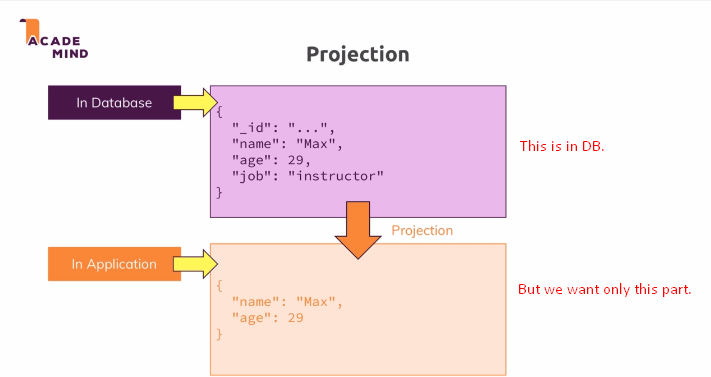 ACADE
MIND
Projection
In Database
{
"_id": "...",
"name": "Max",
"age": 29,
"job": "instructor"
}
This is in DB.
Projection
In Application
{
"name": "Max",
"age": 29
}
But we want only this part.